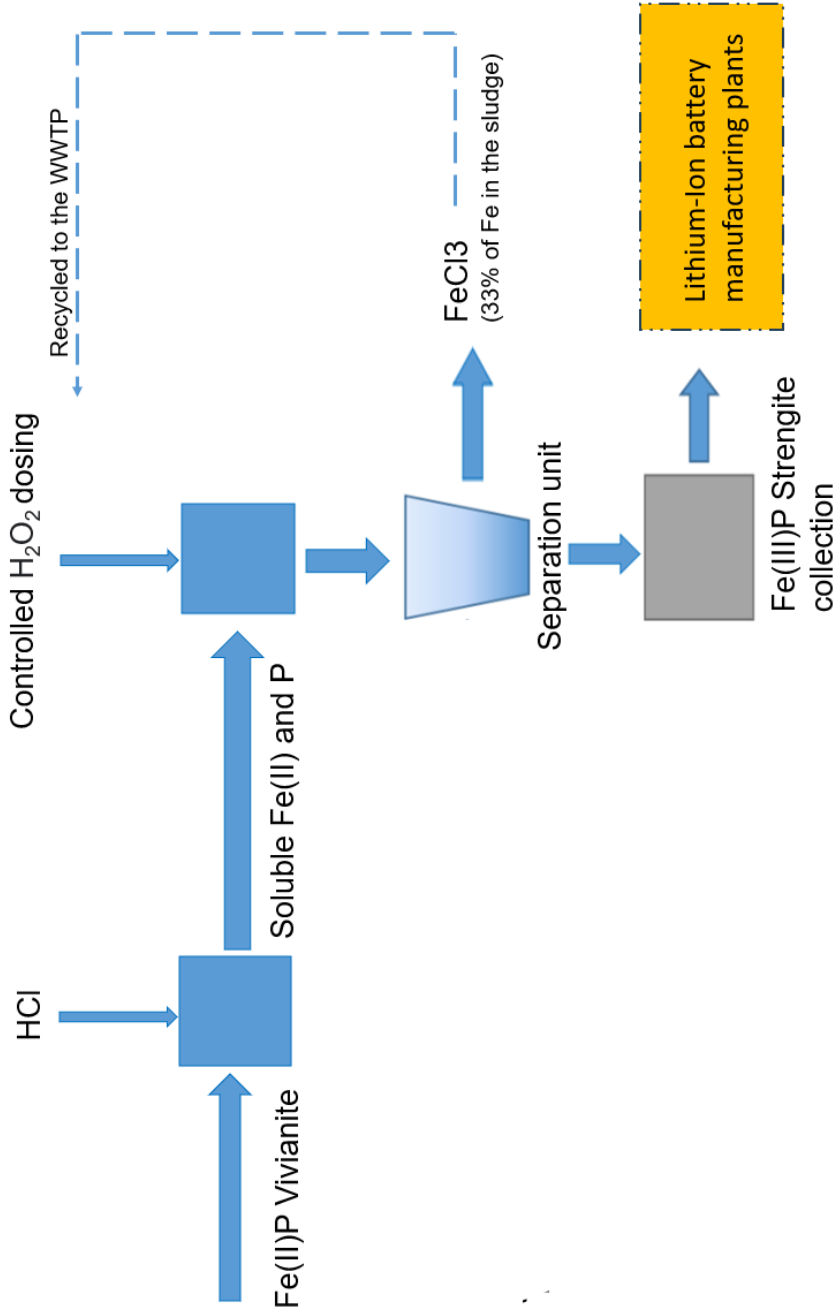 HCl
Controlled H₂O₂ dosing
Recycled to the WWTP
Fe(II)P Vivianite
Soluble Fe(II) and P
Separation unit
FeCl3
(33% of Fe in the sludge)
Fe(III)P Strengite
collection
Lithium-Ion battery
manufacturing plants